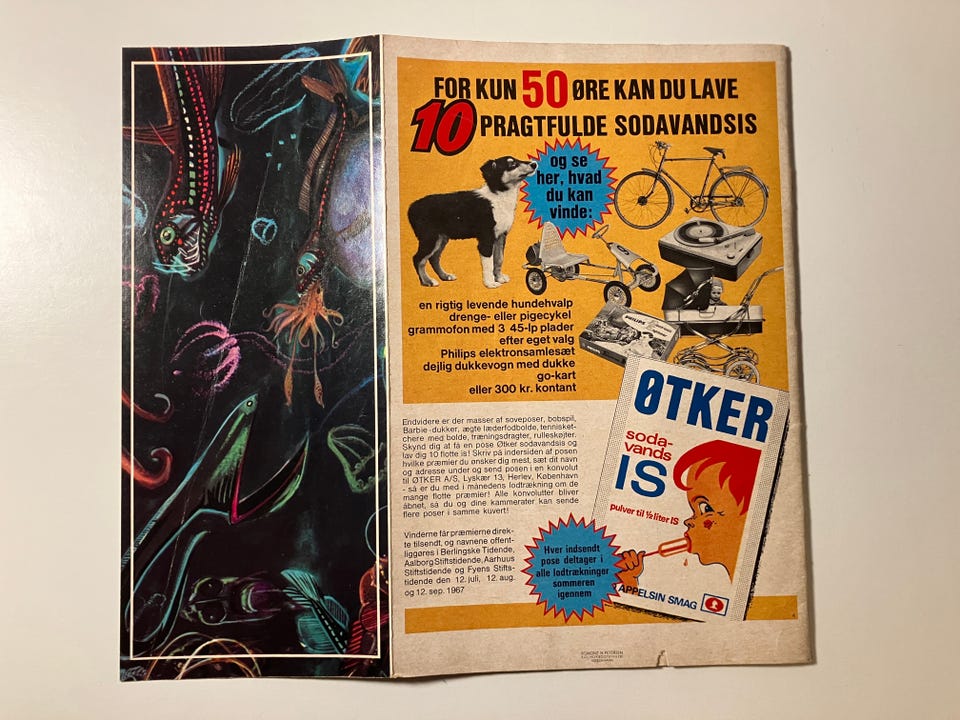 FOR KUN 50 ØRE KAN DU LAVE
10 PRAGTFULDE SODAVANDSIS
og se
her, hvad
du kan
vinde:
en rigtig levende hundehvalp
drenge- eller pigecykel
grammofon med 3 45-lp plader
efter eget valg
Philips elektronsamlesæt
dejlig dukkevogn med dukke
go-kart
eller 300 kr. kontant
PHILIPS
Endvidere er der masser af soveposer, bobspil,
Barbie-dukker, ægte læderfodbolde, tennisket-
chere med bolde, træningsdragter, rulleskøjter.
Skynd dig at få en pose Øtker sodavandsis og
lav dig 10 flotte is! Skriv på indersiden af posen
hvilke præmier du ønsker dig mest, sæt dit navn
og adresse under og send posen i en konvolut
til ØTKER A/S, Lyskær 13, Herlev, København
- så er du med i månedens lodtrækning om de
mange flotte præmier! Alle konvolutter bliver
åbnet, så du og dine kammerater kan sende
flere poser i samme kuvert!
Vinderne får præmierne direk-
te tilsendt, og navnene offent-
liggøres i Berlingske Tidende,
Aalborg Stiftstidende, Aarhuus
Stiftstidende og Fyens Stifts-
tidende den 12. juli, 12. aug.
og 12. sep. 1967
Hver indsendt
pose deltager i
alle lodtrækninger
sommeren
igennem
ØTKER
soda-
vands
IS
pulver til ½ liter IS
APPELSIN SMAG
EGMONT H. PETERSEN